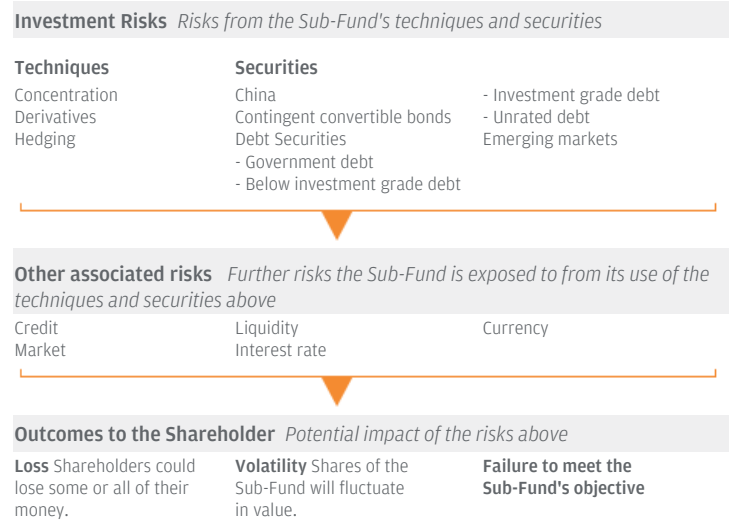 Investment Risks Risks from the Sub-Fund's techniques and securities
Techniques
Concentration
Derivatives
Hedging
Securities
China
Contingent convertible bonds
Debt Securities
- Government debt
- Below investment grade debt
- Investment grade debt
- Unrated debt
Emerging markets
Other associated risks Further risks the Sub-Fund is exposed to from its use of the
techniques and securities above
Credit
Market
Liquidity
Interest rate
Currency
Outcomes to the Shareholder Potential impact of the risks above
Loss Shareholders could
lose some or all of their
money.
Volatility Shares of the
Sub-Fund will fluctuate
in value.
Failure to meet the
Sub-Fund's objective